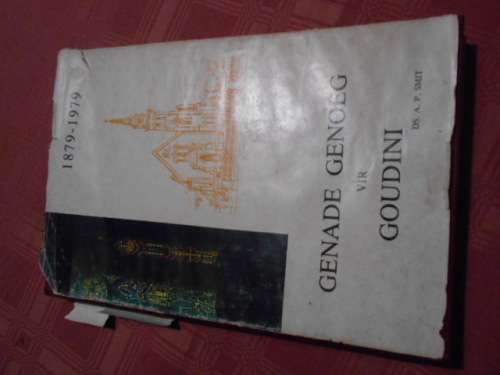 1879-1979
GENADE GENOEG
VIR
GOUDINI
DS. A. P. SMIT